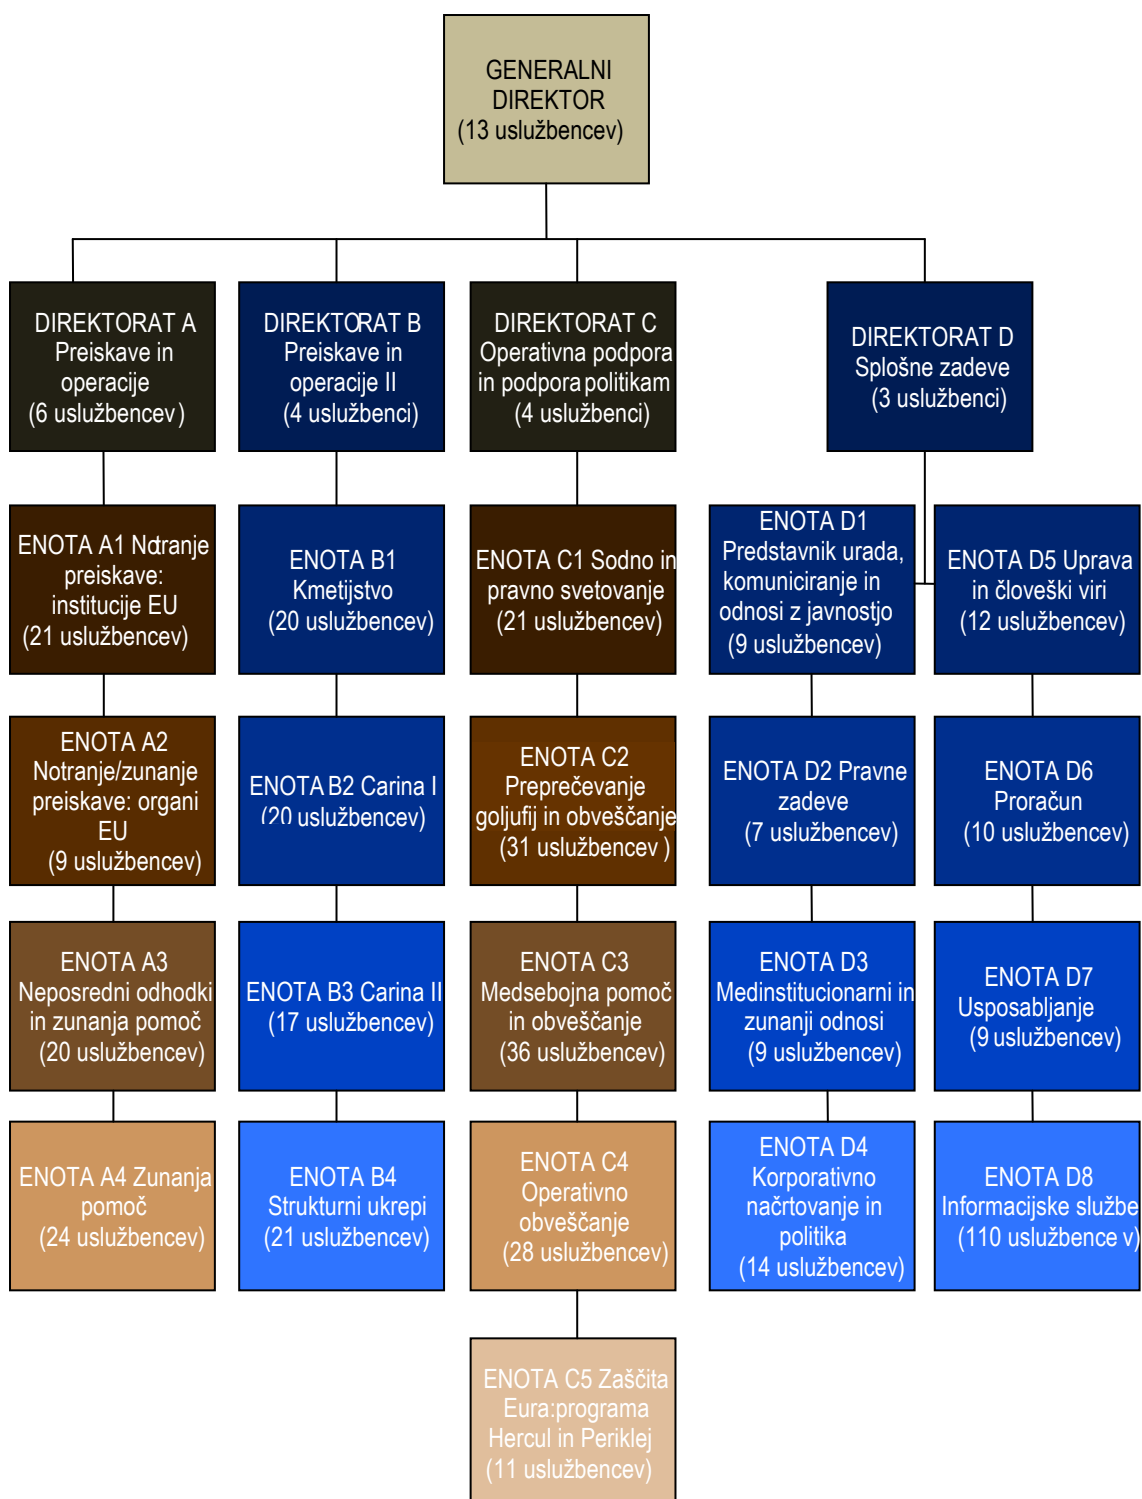 GENERALNI
DIREKTOR
(13 uslužbencev)
DIREKTORAT A
Preiskave in
operacije
(6 uslužbencev)
DIREKTORAT B
Preiskave in
operacije II
(4 uslužbenci)
DIREKTORAT C
Operativna podpora
in podpora politikam
(4 uslužbenci)
DIREKTORAT D
Splošne zadeve
(3 uslužbenci)
ENOTA A1 Notranje
preiskave:
institucije EU
(21 uslužbencev)
ENOTA B1
Kmetijstvo
(20 uslužbencev)
ENOTA C1 Sodno in
pravno svetovanje
(21 uslužbencev)
ENOTA D1
Predstavnik urada,
komuniciranje in
odnosi z javnostjo
(9 uslužbencev)
ENOTA D5 Uprava
in človeški viri
(12 uslužbencev)
ENOTA A2
Notranje/zunanje
preiskave: organi
EU
(9 uslužbencev)
ENOTA B2 Carina I
(20 uslužbencev)
ENOTA C2
Preprečevanje
goljufij in obveščanje
(31 uslužbencev )
ENOTA D2 Pravne
zadeve
(7 uslužbencev)
ENOTA D6
Proračun
(10 uslužbencev)
ENOTA A3
Neposredni odhodki
in zunanja pomoč
(20 uslužbencev)
ENOTA B3 Carina II
(17 uslužbencev)
ENOTA C3
Medsebojna pomoč
in obveščanje
(36 uslužbencev)
ENOTA D3
Medinstitucionarni in
zunanji odnosi
(9 uslužbencev)
ENOTA D7
Usposabljanje
(9 uslužbencev)
ENOTA A4 Zunanja
pomoč
(24 uslužbencev)
ENOTA B4
Strukturni ukrepi
(21 uslužbencev)
ENOTA C4
Operativno
obveščanje
(28 uslužbencev)
ENOTA D4
Korporativno
načrtovanje in
politika
(14 uslužbencev)
ENOTA D8
Informacijske službe
(110 uslužbence v)
ENOTA C5 Zaščita
Eura:programa
Hercul in Periklej
(11 uslužbencev)